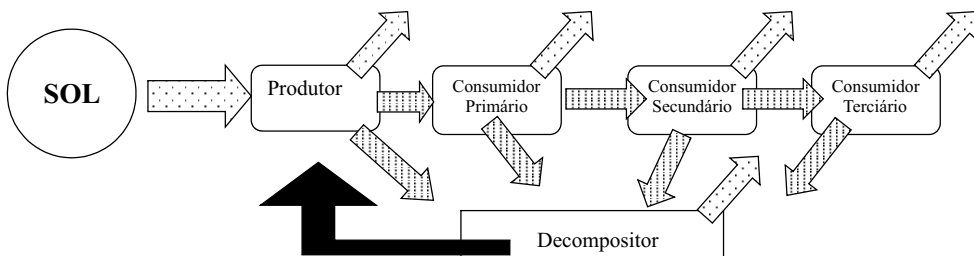 SOL
Produtor
Consumidor
Primário
Consumidor
Secundário
Consumidor
Terciário
Decompositor